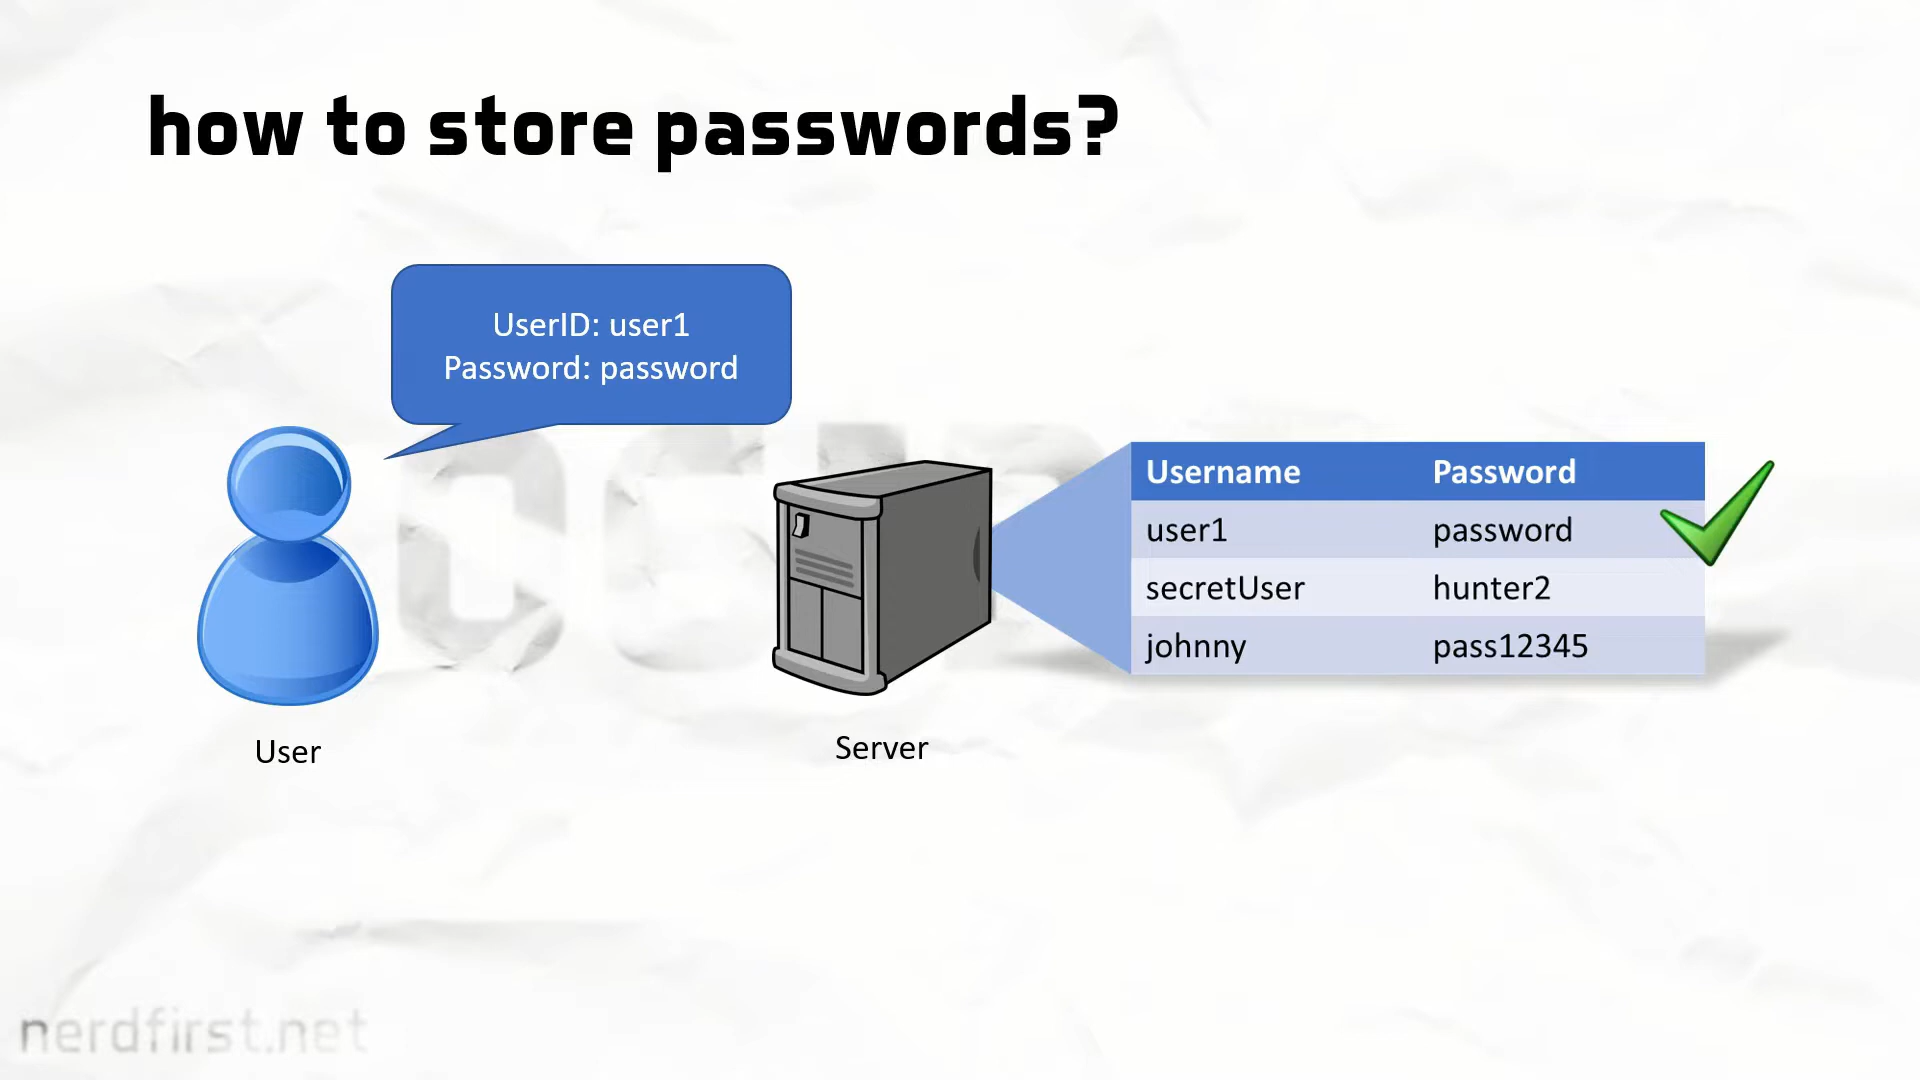 how to store passwords?
UserID: user1
Password: password
Username Password
user1 password
secretUser hunter2
johnny pass12345
User
Server
nerdfirst.net